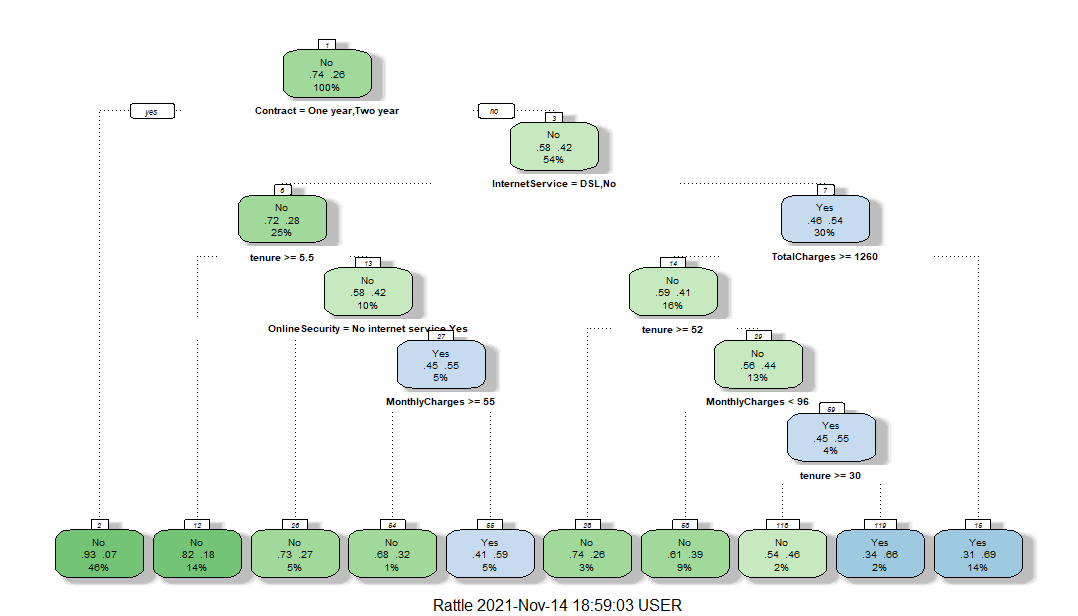 1
No
.74 .26
100%
yes
Contract = One year,Two year
no
3
No
.58 .42
54%
InternetService = DSL,No
6
No
.72 .28
25%
tenure >= 5.5
7
Yes
.46 .54
30%
TotalCharges >= 1260
13
No
.58 .42
10%
OnlineSecurity = No internet service,Yes
14
No
.59 .41
16%
tenure >= 52
27
Yes
.45 .55
5%
MonthlyCharges >= 55
29
No
.56 .44
13%
MonthlyCharges < 96
59
Yes
.45 .55
4%
tenure >= 30
2
No
.93 .07
46%
12
No
.82 .18
14%
26
No
.73 .27
5%
54
No
.68 .32
1%
55
Yes
.41 .59
5%
28
No
.74 .26
3%
58
No
.61 .39
9%
118
No
.54 .46
2%
119
Yes
.34 .66
2%
15
Yes
.31 .69
14%
Rattle 2021-Nov-14 18:59:03 USER